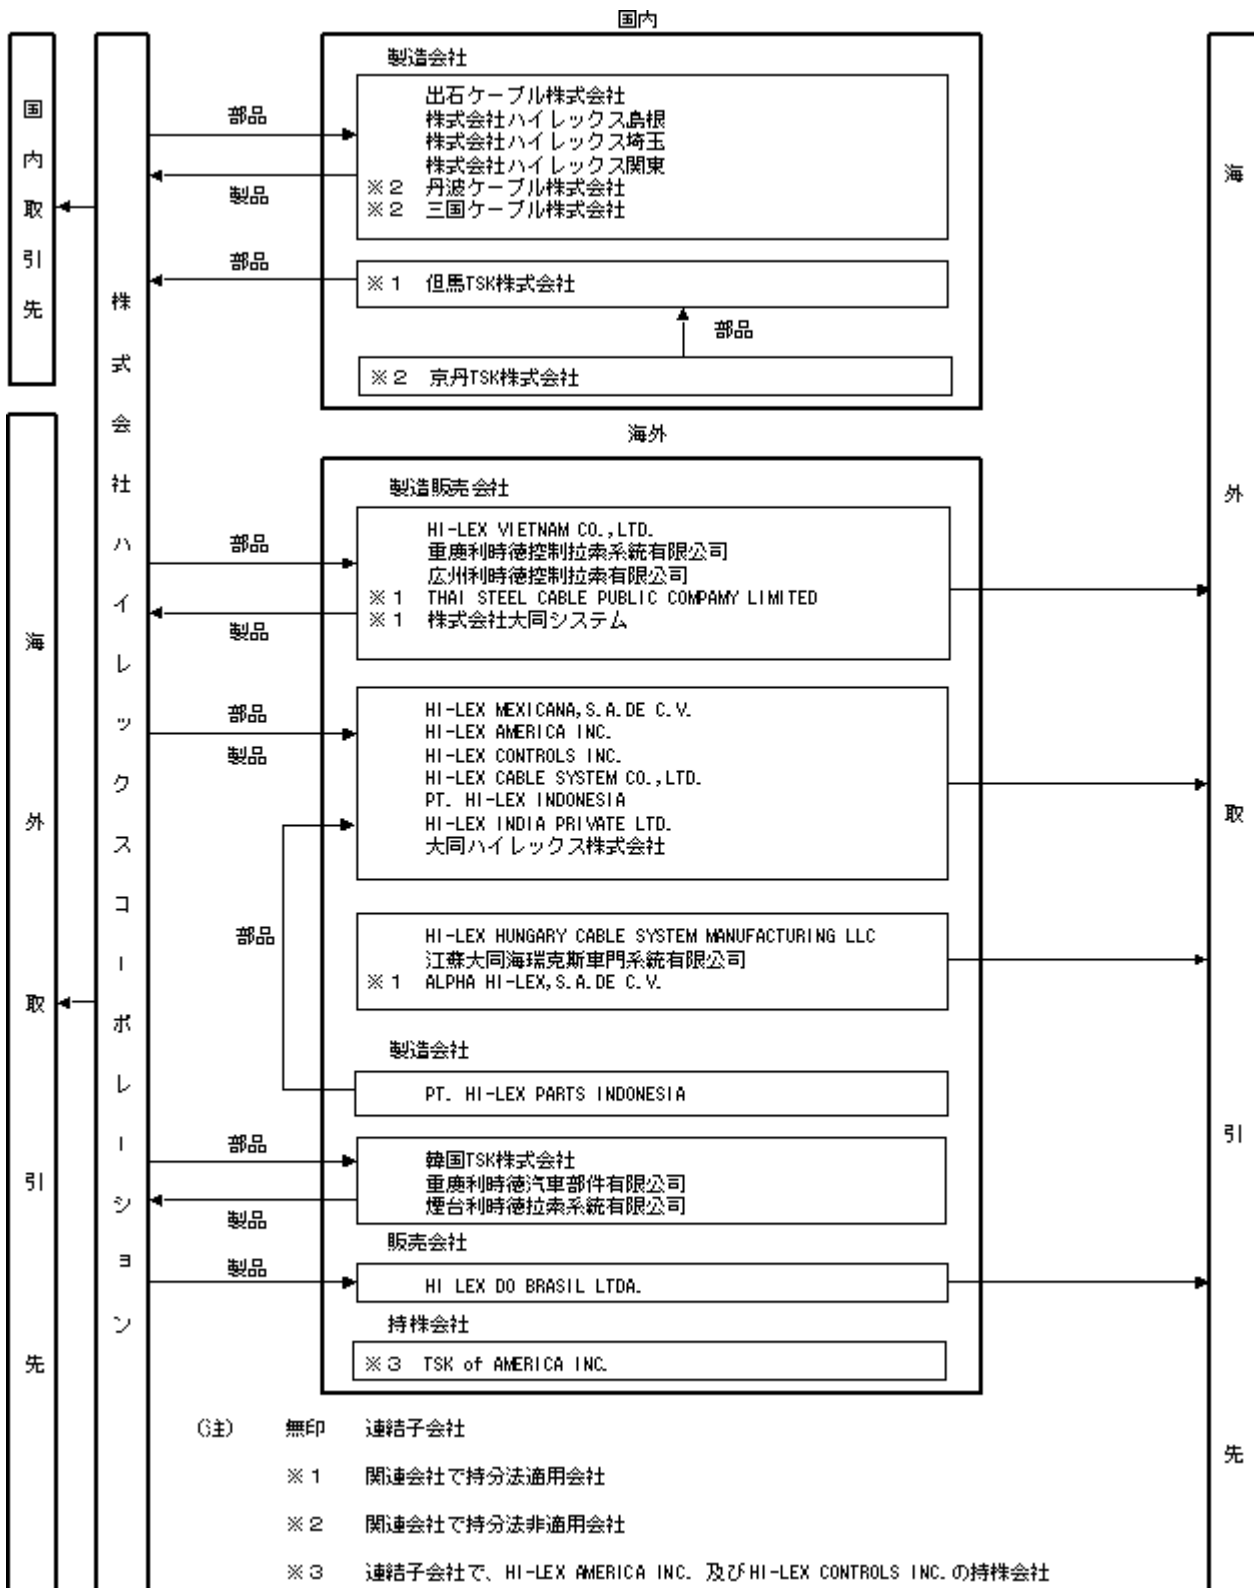 国内
国内取引先
株式会社ハイレックスコーポレーション
海外取引先
海外取引先
製造会社
出石ケーブル株式会社
株式会社ハイレックス島根
株式会社ハイレックス埼玉
株式会社ハイレックス関東
※2 丹波ケーブル株式会社
※2 三国ケーブル株式会社
部品
製品
部品
※1 但馬TSK株式会社
部品
※2 京丹TSK株式会社
海外
製造販売会社
HI-LEX VIETNAM CO.,LTD.
重慶利時徳控制拉索系統有限公司
広州利時徳控制拉索有限公司
※1 THAI STEEL CABLE PUBLIC COMPAMY LIMITED
※1 株式会社大同システム
部品
製品
HI-LEX MEXICANA,S.A.DE C.V.
HI-LEX AMERICA INC.
HI-LEX CONTROLS INC.
HI-LEX CABLE SYSTEM CO.,LTD.
PT. HI-LEX INDONESIA
HI-LEX INDIA PRIVATE LTD.
大同ハイレックス株式会社
部品
製品
部品
HI-LEX HUNGARY CABLE SYSTEM MANUFACTURING LLC
江蘇大同海瑞克斯車門系統有限公司
※1 ALPHA HI-LEX,S.A.DE C.V.
製造会社
PT. HI-LEX PARTS INDONESIA
部品
製品
韓国TSK株式会社
重慶利時徳汽車部件有限公司
煙台利時徳拉索系統有限公司
販売会社
製品
HI LEX DO BRASIL LTDA.
持株会社
※3 TSK of AMERICA INC.
(注) 無印 連結子会社
※1 関連会社で持分法適用会社
※2 関連会社で持分法非適用会社
※3 連結子会社で、HI-LEX AMERICA INC. 及びHI-LEX CONTROLS INC.の持株会社